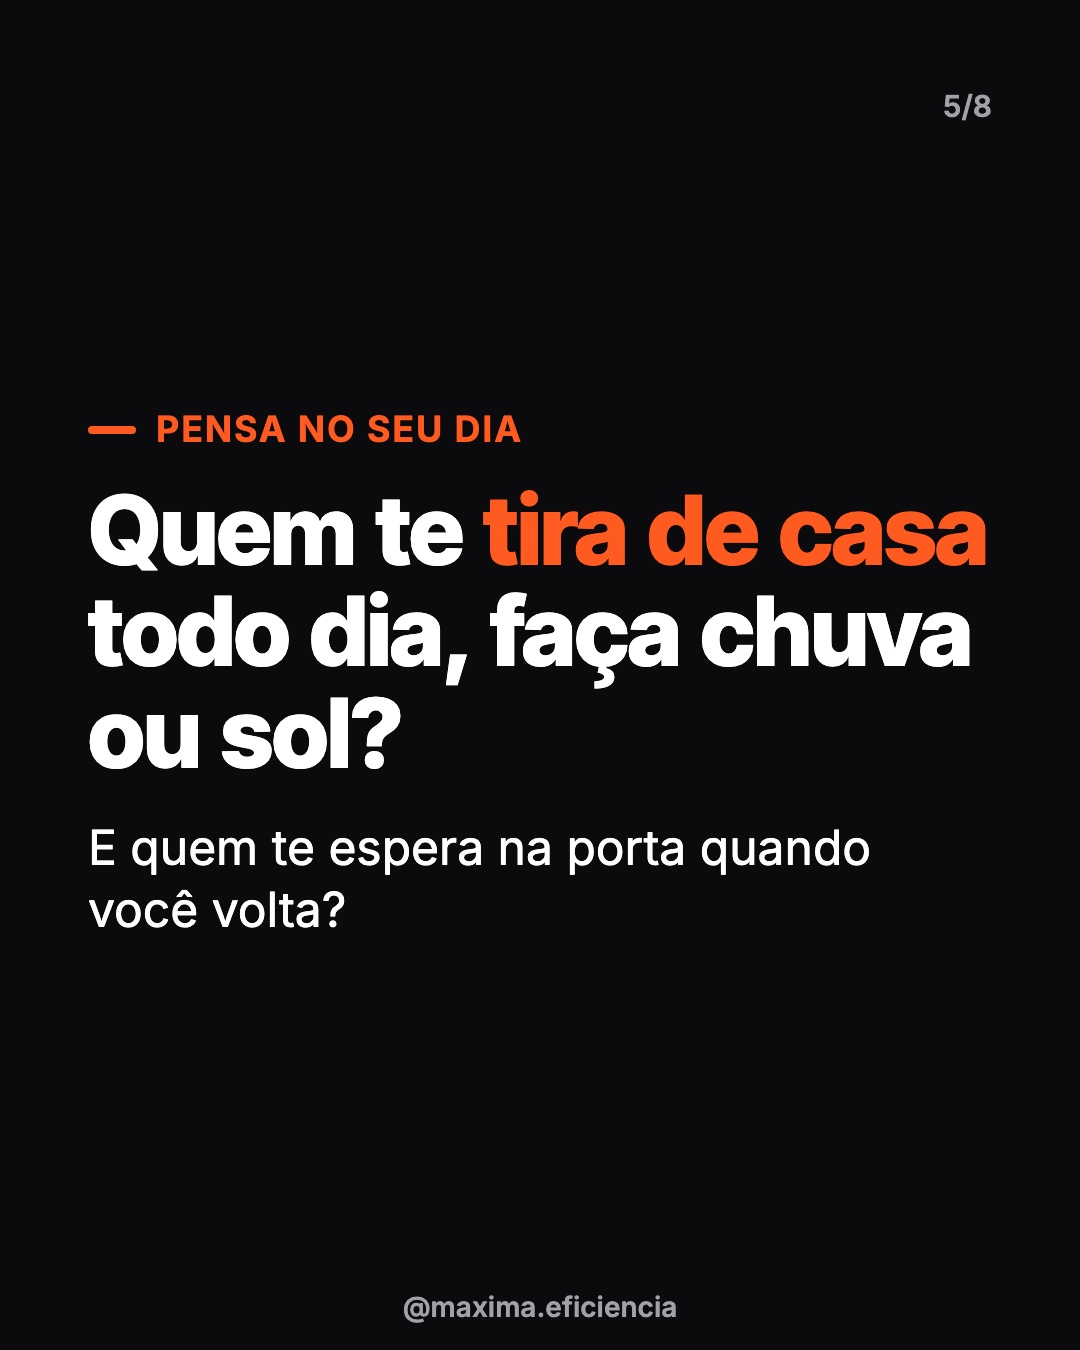 5/8
PENSA NO SEU DIA
Quem te tira de casa
todo dia, faça chuva
ou sol?
E quem te espera na porta quando
você volta?
@maxima.eficiencia